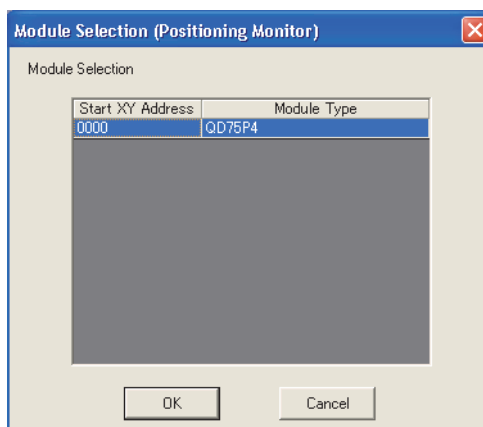 Module Selection (Positioning Monitor)
Module Selection
Start XY Address Module Type
0000 QD75P4
OK Cancel